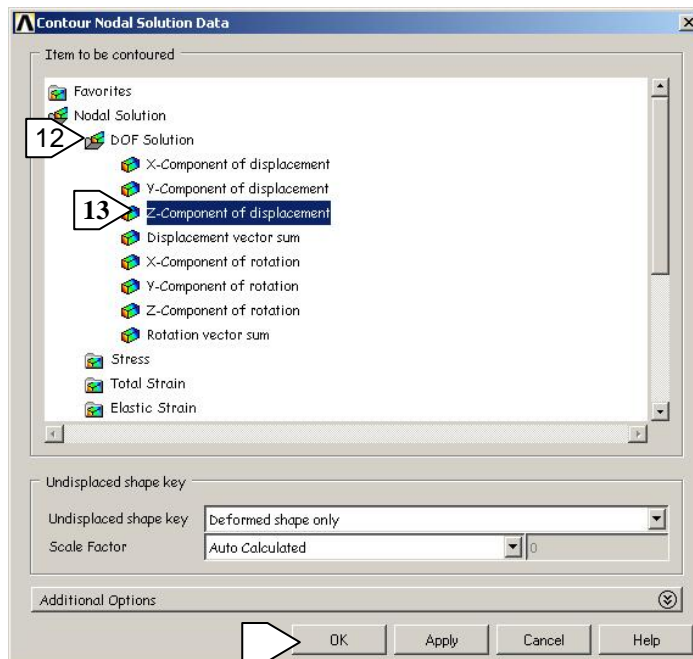 Contour Nodal Solution Data
Item to be contoured
Favorites
Nodal Solution
12
DOF Solution
X-Component of displacement
Y-Component of displacement
13
Z-Component of displacement
Displacement vector sum
X-Component of rotation
Y-Component of rotation
Z-Component of rotation
Rotation vector sum
Stress
Total Strain
Elastic Strain
Undisplaced shape key
Undisplaced shape key Deformed shape only
Scale Factor Auto Calculated 0
Additional Options
OK Apply Cancel Help